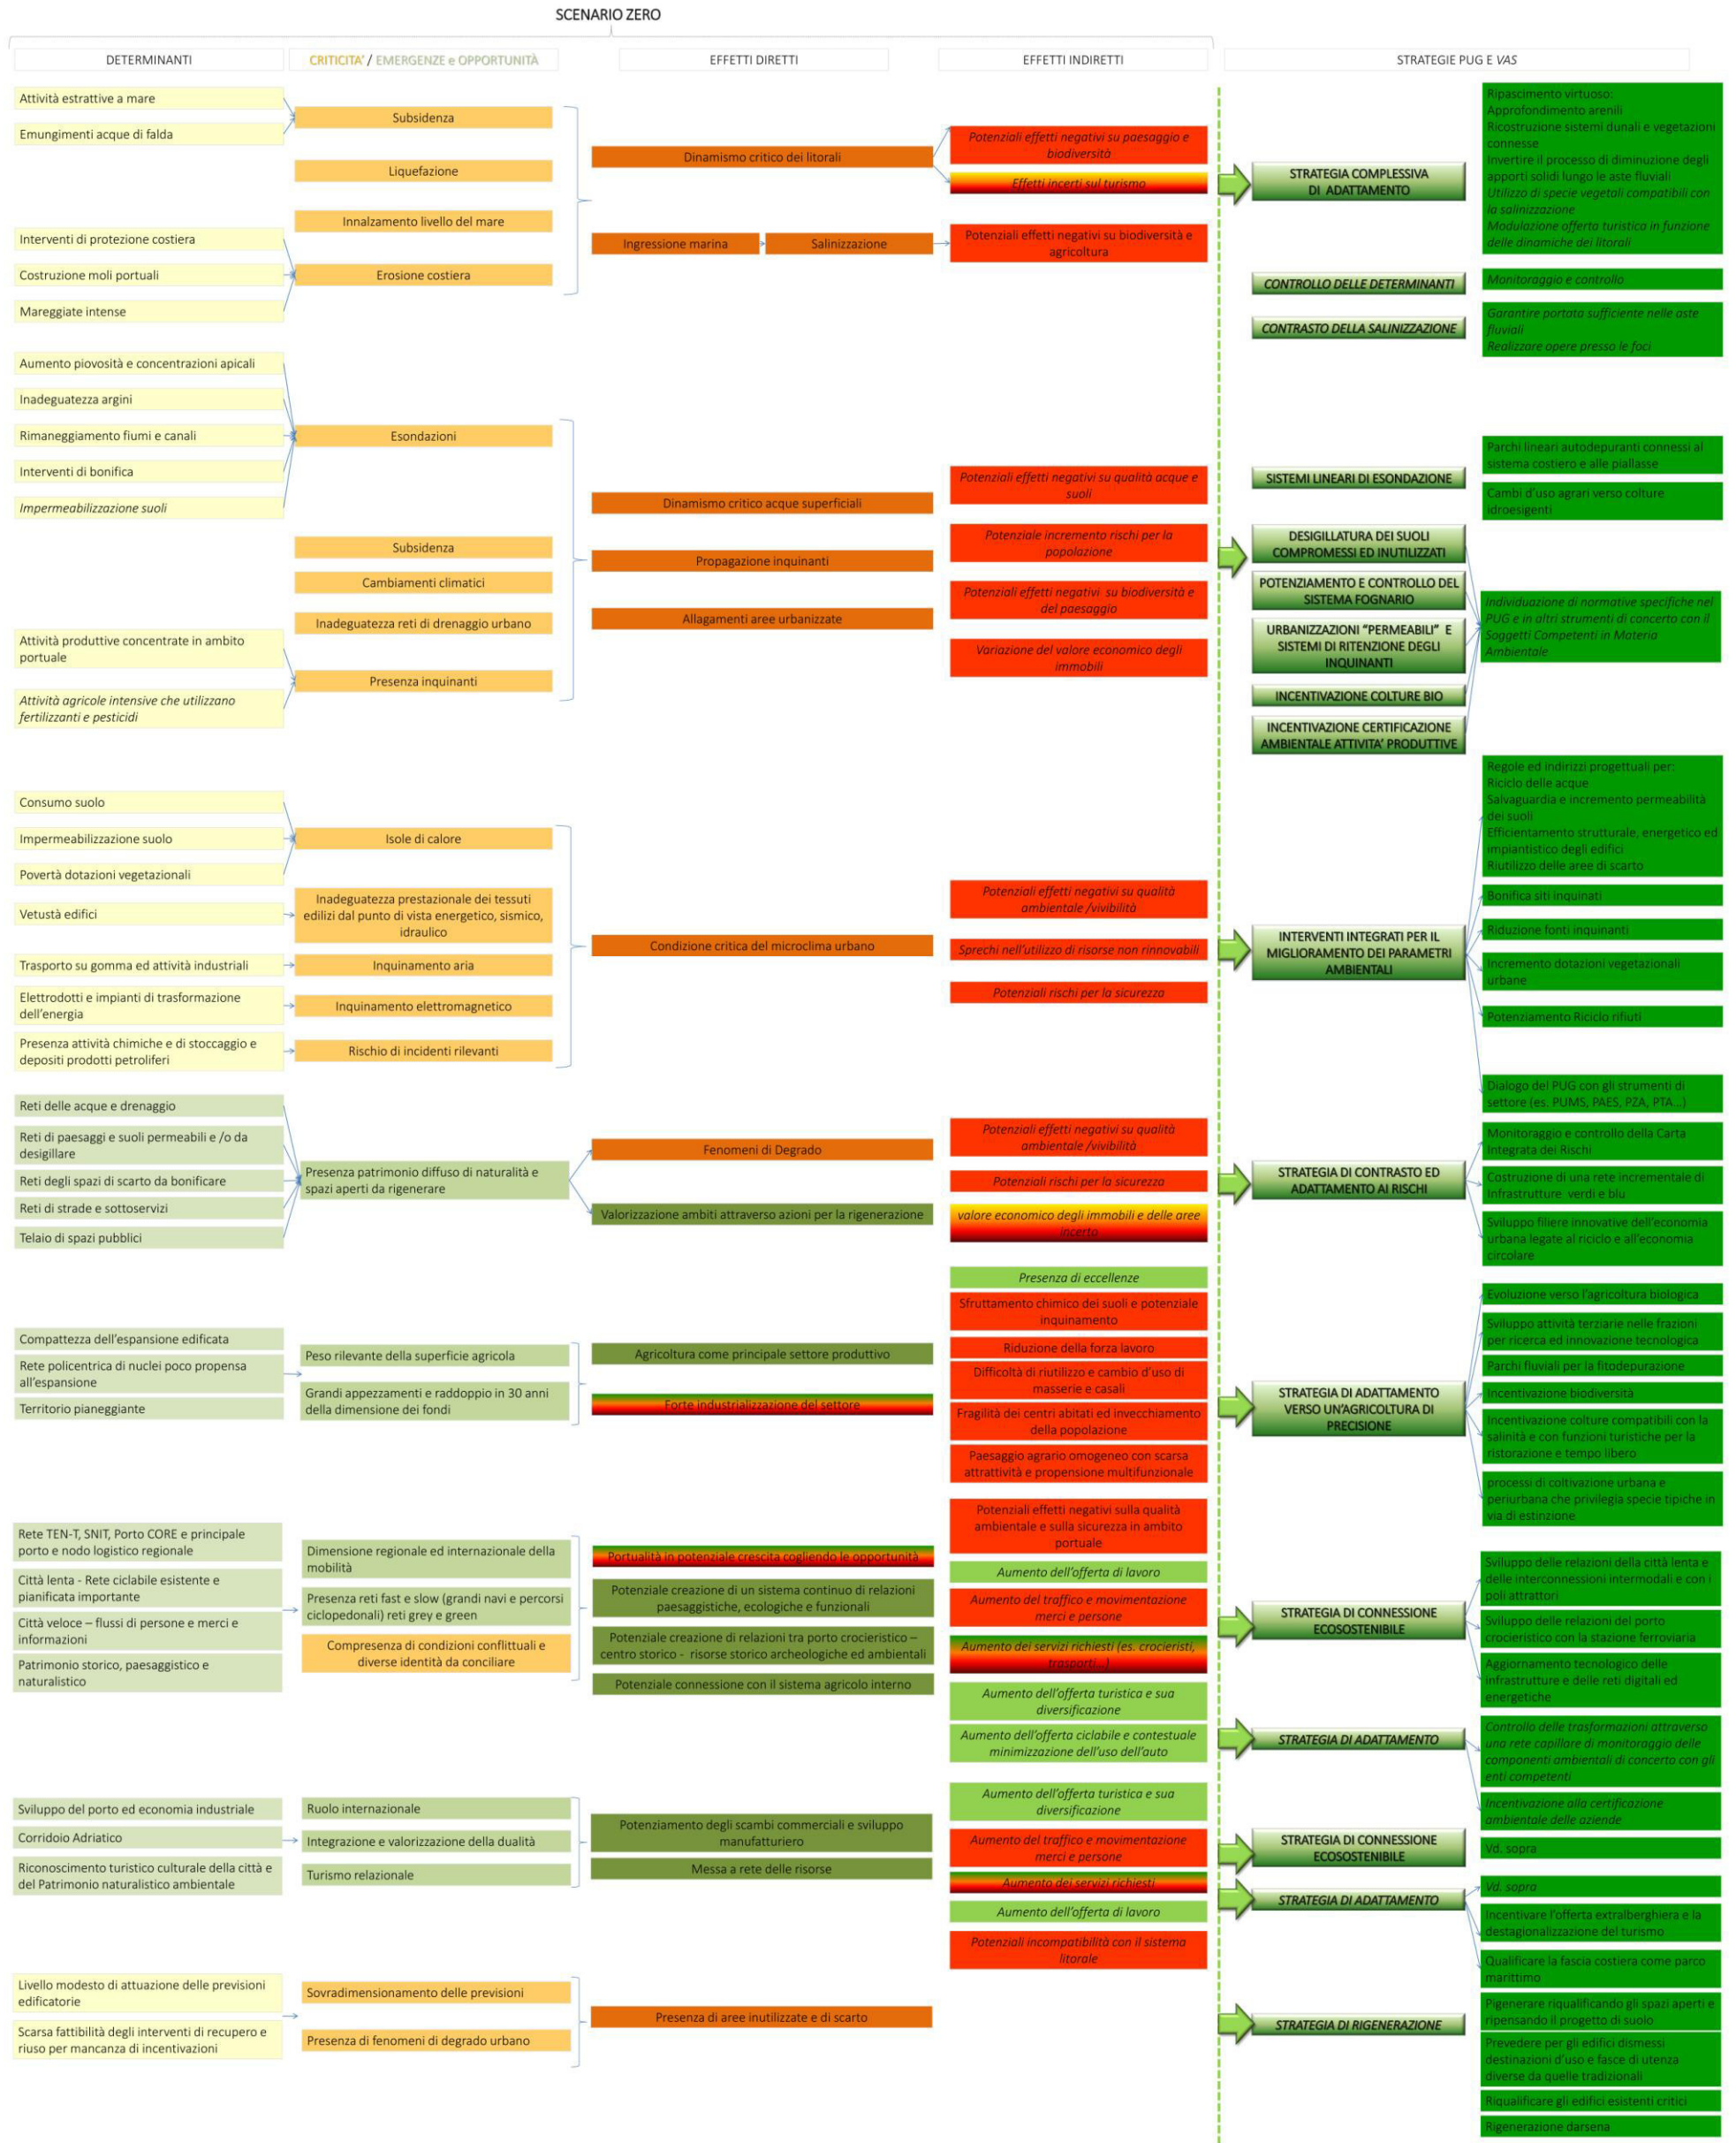 SCENARIO ZERO
DETERMINANTI
CRITICITA' / EMERGENZE e OPPORTUNITÀ
EFFETTI DIRETTI
EFFETTI INDIRETTI
STRATEGIE PUG E VAS
Attività estrattive a mare
Emungimenti acque di falda
Interventi di protezione costiera
Costruzione moli portuali
Mareggiate intense
Subsidenza
Liquefazione
Innalzamento livello del mare
Erosione costiera
Dinamismo critico dei litorali
Ingressione marina
Salinizzazione
Potenziali effetti negativi su paesaggio e
biodiversità
Effetti incerti sul turismo
Potenziali effetti negativi su biodiversità e
agricoltura
STRATEGIA COMPLESSIVA
DI ADATTAMENTO
CONTROLLO DELLE DETERMINANTI
CONTRASTO DELLA SALINIZZAZIONE
Ripascimento virtuoso:
Approfondimento arenili
Ricostruzione sistemi dunali e vegetazioni
connesse
Invertire il processo di diminuzione degli
apporti solidi lungo le aste fluviali
Utilizzo di specie vegetali compatibili con
la salinizzazione
Modulazione offerta turistica in funzione
delle dinamiche dei litorali
Monitoraggio e controllo
Garantire portata sufficiente nelle aste
fluviali
Realizzare opere presso le foci
Aumento piovosità e concentrazioni apicali
Inadeguatezza argini
Rimaneggiamento fiumi e canali
Interventi di bonifica
Impermeabilizzazione suoli
Attività produttive concentrate in ambito
portuale
Attività agricole intensive che utilizzano
fertilizzanti e pesticidi
Esondazioni
Subsidenza
Cambiamenti climatici
Inadeguatezza reti di drenaggio urbano
Presenza inquinanti
Dinamismo critico acque superficiali
Propagazione inquinanti
Allagamenti aree urbanizzate
Potenziali effetti negativi su qualità acque e
suoli
Potenziale incremento rischi per la
popolazione
Potenziali effetti negativi su biodiversità e
del paesaggio
Variazione del valore economico degli
immobili
SISTEMI LINEARI DI ESONDAZIONE
DESIGILLATURA DEI SUOLI
COMPROMESSI ED INUTILIZZATI
POTENZIAMENTO E CONTROLLO DEL
SISTEMA FOGNARIO
URBANIZZAZIONI "PERMEABILI" E
SISTEMI DI RITENZIONE DEGLI
INQUINANTI
INCENTIVAZIONE COLTURE BIO
INCENTIVAZIONE CERTIFICAZIONE
AMBIENTALE ATTIVITA' PRODUTTIVE
Parchi lineari autodepuranti connessi al
sistema costiero e alle piallasse
Cambi d'uso agrari verso colture
idroesigenti
Individuazione di normative specifiche nel
PUG e in altri strumenti di concerto con il
Soggetti Competenti in Materia
Ambientale
Consumo suolo
Impermeabilizzazione suolo
Povertà dotazioni vegetazionali
Vetustà edifici
Trasporto su gomma ed attività industriali
Elettrodotti e impianti di trasformazione
dell'energia
Presenza attività chimiche e di stoccaggio e
depositi prodotti petroliferi
Isole di calore
Inadeguatezza prestazionale dei tessuti
edilizi dal punto di vista energetico, sismico,
idraulico
Inquinamento aria
Inquinamento elettromagnetico
Rischio di incidenti rilevanti
Condizione critica del microclima urbano
Potenziali effetti negativi su qualità
ambientale /vivibilità
Sprechi nell'utilizzo di risorse non rinnovabili
Potenziali rischi per la sicurezza
INTERVENTI INTEGRATI PER IL
MIGLIORAMENTO DEI PARAMETRI
AMBIENTALI
Regole ed indirizzi progettuali per:
Riciclo delle acque
Salvaguardia e incremento permeabilità
dei suoli
Efficientamento strutturale, energetico ed
impiantistico degli edifici
Riutilizzo delle aree di scarto
Bonifica siti inquinati
Riduzione fonti inquinanti
Incremento dotazioni vegetazionali
urbane
Potenziamento Riciclo rifiuti
Dialogo del PUG con gli strumenti di
settore (es. PUMS, PAES, PZA, PTA...)
Reti delle acque e drenaggio
Reti di paesaggi e suoli permeabili e /o da
desigillare
Reti degli spazi di scarto da bonificare
Reti di strade e sottoservizi
Telaio di spazi pubblici
Presenza patrimonio diffuso di naturalità e
spazi aperti da rigenerare
Fenomeni di Degrado
Valorizzazione ambiti attraverso azioni per la rigenerazione
Potenziali effetti negativi su qualità
ambientale /vivibilità
Potenziali rischi per la sicurezza
valore economico degli immobili e delle aree
incerto
STRATEGIA DI CONTRASTO ED
ADATTAMENTO AI RISCHI
Monitoraggio e controllo della Carta
Integrata dei Rischi
Costruzione di una rete incrementale di
Infrastrutture verdi e blu
Sviluppo filiere innovative dell'economia
urbana legate al riciclo e all'economia
circolare
Compattezza dell'espansione edificata
Rete policentrica di nuclei poco propensa
all'espansione
Territorio pianeggiante
Peso rilevante della superficie agricola
Grandi appezzamenti e raddoppio in 30 anni
della dimensione dei fondi
Agricoltura come principale settore produttivo
Forte industrializzazione del settore
Presenza di eccellenze
Sfruttamento chimico dei suoli e potenziale
inquinamento
Riduzione della forza lavoro
Difficoltà di riutilizzo e cambio d'uso di
masserie e casali
Fragilità dei centri abitati ed invecchiamento
della popolazione
Paesaggio agrario omogeneo con scarsa
attrattività e propensione multifunzionale
STRATEGIA DI ADATTAMENTO
VERSO UN'AGRICOLTURA DI
PRECISIONE
Evoluzione verso l'agricoltura biologica
Sviluppo attività terziarie nelle frazioni
per ricerca ed innovazione tecnologica
Parchi fluviali per la fitodepurazione
Incentivazione biodiversità
Incentivazione colture compatibili con la
salinità e con funzioni turistiche per la
ristorazione e tempo libero
processi di coltivazione urbana e
periurbana che privilegia specie tipiche in
via di estinzione
Rete TEN-T, SNIT, Porto CORE e principale
porto e nodo logistico regionale
Città lenta - Rete ciclabile esistente e
pianificata importante
Città veloce – flussi di persone e merci e
informazioni
Patrimonio storico, paesaggistico e
naturalistico
Dimensione regionale ed internazionale della
mobilità
Presenza reti fast e slow (grandi navi e percorsi
ciclopedonali) reti grey e green
Compresenza di condizioni conflittuali e
diverse identità da conciliare
Portualità in potenziale crescita cogliendo le opportunità
Potenziale creazione di un sistema continuo di relazioni
paesaggistiche, ecologiche e funzionali
Potenziale creazione di relazioni tra porto crocieristico –
centro storico - risorse storico archeologiche ed ambientali
Potenziale connessione con il sistema agricolo interno
Potenziali effetti negativi sulla qualità
ambientale e sulla sicurezza in ambito
portuale
Aumento dell'offerta di lavoro
Aumento del traffico e movimentazione
merci e persone
Aumento dei servizi richiesti (es. crocieristi,
trasporti...)
Aumento dell'offerta turistica e sua
diversificazione
Aumento dell'offerta ciclabile e contestuale
minimizzazione dell'uso dell'auto
STRATEGIA DI CONNESSIONE
ECOSOSTENIBILE
STRATEGIA DI ADATTAMENTO
Sviluppo delle relazioni della città lenta e
delle interconnessioni intermodali e con i
poli attrattori
Sviluppo delle relazioni del porto
crocieristico con la stazione ferroviaria
Aggiornamento tecnologico delle
infrastrutture e delle reti digitali ed
energetiche
Controllo delle trasformazioni attraverso
una rete capillare di monitoraggio delle
componenti ambientali di concerto con gli
enti competenti
Incentivazione alla certificazione
ambientale delle aziende
Sviluppo del porto ed economia industriale
Corridoio Adriatico
Riconoscimento turistico culturale della città e
del Patrimonio naturalistico ambientale
Ruolo internazionale
Integrazione e valorizzazione della dualità
Turismo relazionale
Potenziamento degli scambi commerciali e sviluppo
manufatturiero
Messa a rete delle risorse
Aumento dell'offerta turistica e sua
diversificazione
Aumento del traffico e movimentazione
merci e persone
Aumento dei servizi richiesti
Aumento dell'offerta di lavoro
Potenziali incompatibilità con il sistema
litorale
STRATEGIA DI CONNESSIONE
ECOSOSTENIBILE
STRATEGIA DI ADATTAMENTO
Vd. sopra
Vd. sopra
Incentivare l'offerta extralberghiera e la
destagionalizzazione del turismo
Qualificare la fascia costiera come parco
marittimo
Livello modesto di attuazione delle previsioni
edificatorie
Scarsa fattibilità degli interventi di recupero e
riuso per mancanza di incentivazioni
Sovradimensionamento delle previsioni
Presenza di fenomeni di degrado urbano
Presenza di aree inutilizzate e di scarto
STRATEGIA DI RIGENERAZIONE
Pigenerare riqualificando gli spazi aperti e
ripensando il progetto di suolo
Prevedere per gli edifici dismessi
destinazioni d'uso e fasce di utenza
diverse da quelle tradizionali
Riqualificare gli edifici esistenti critici
Rigenerazione darsena